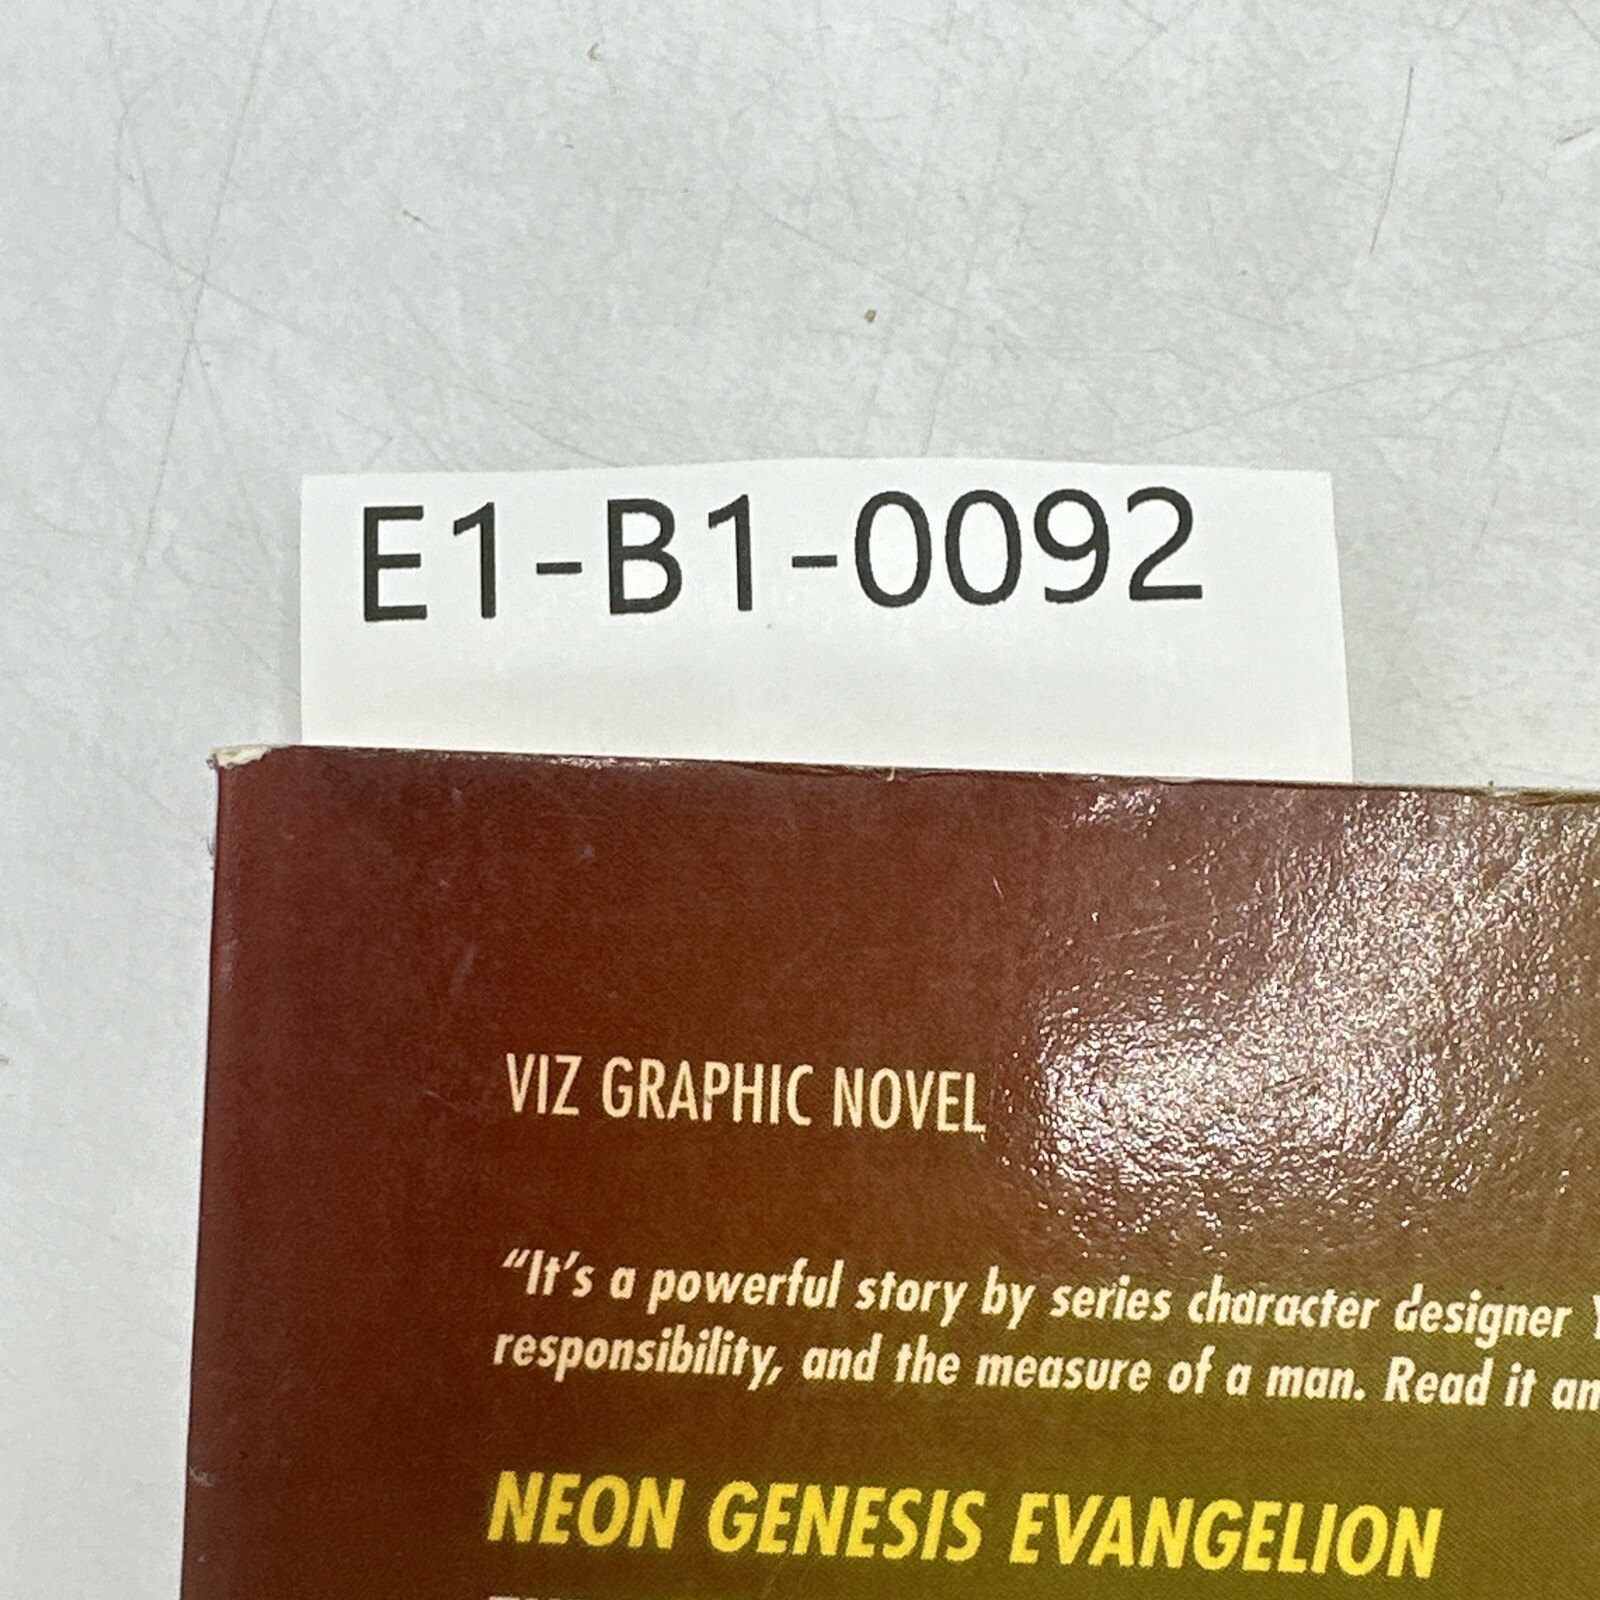 E1-B1-0092
VIZ GRAPHIC NOVEL
"It's a powerful story by series character designer
responsibility, and the measure of a man. Read it
NEON GENESIS EVANGELION